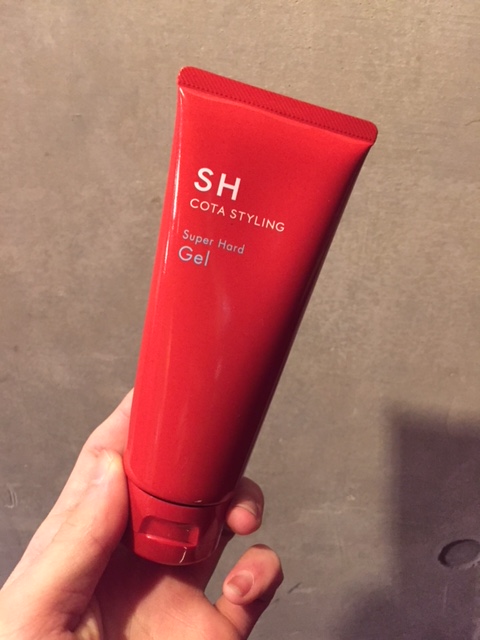 SH
COTA STYLING
Super Hard
Gel